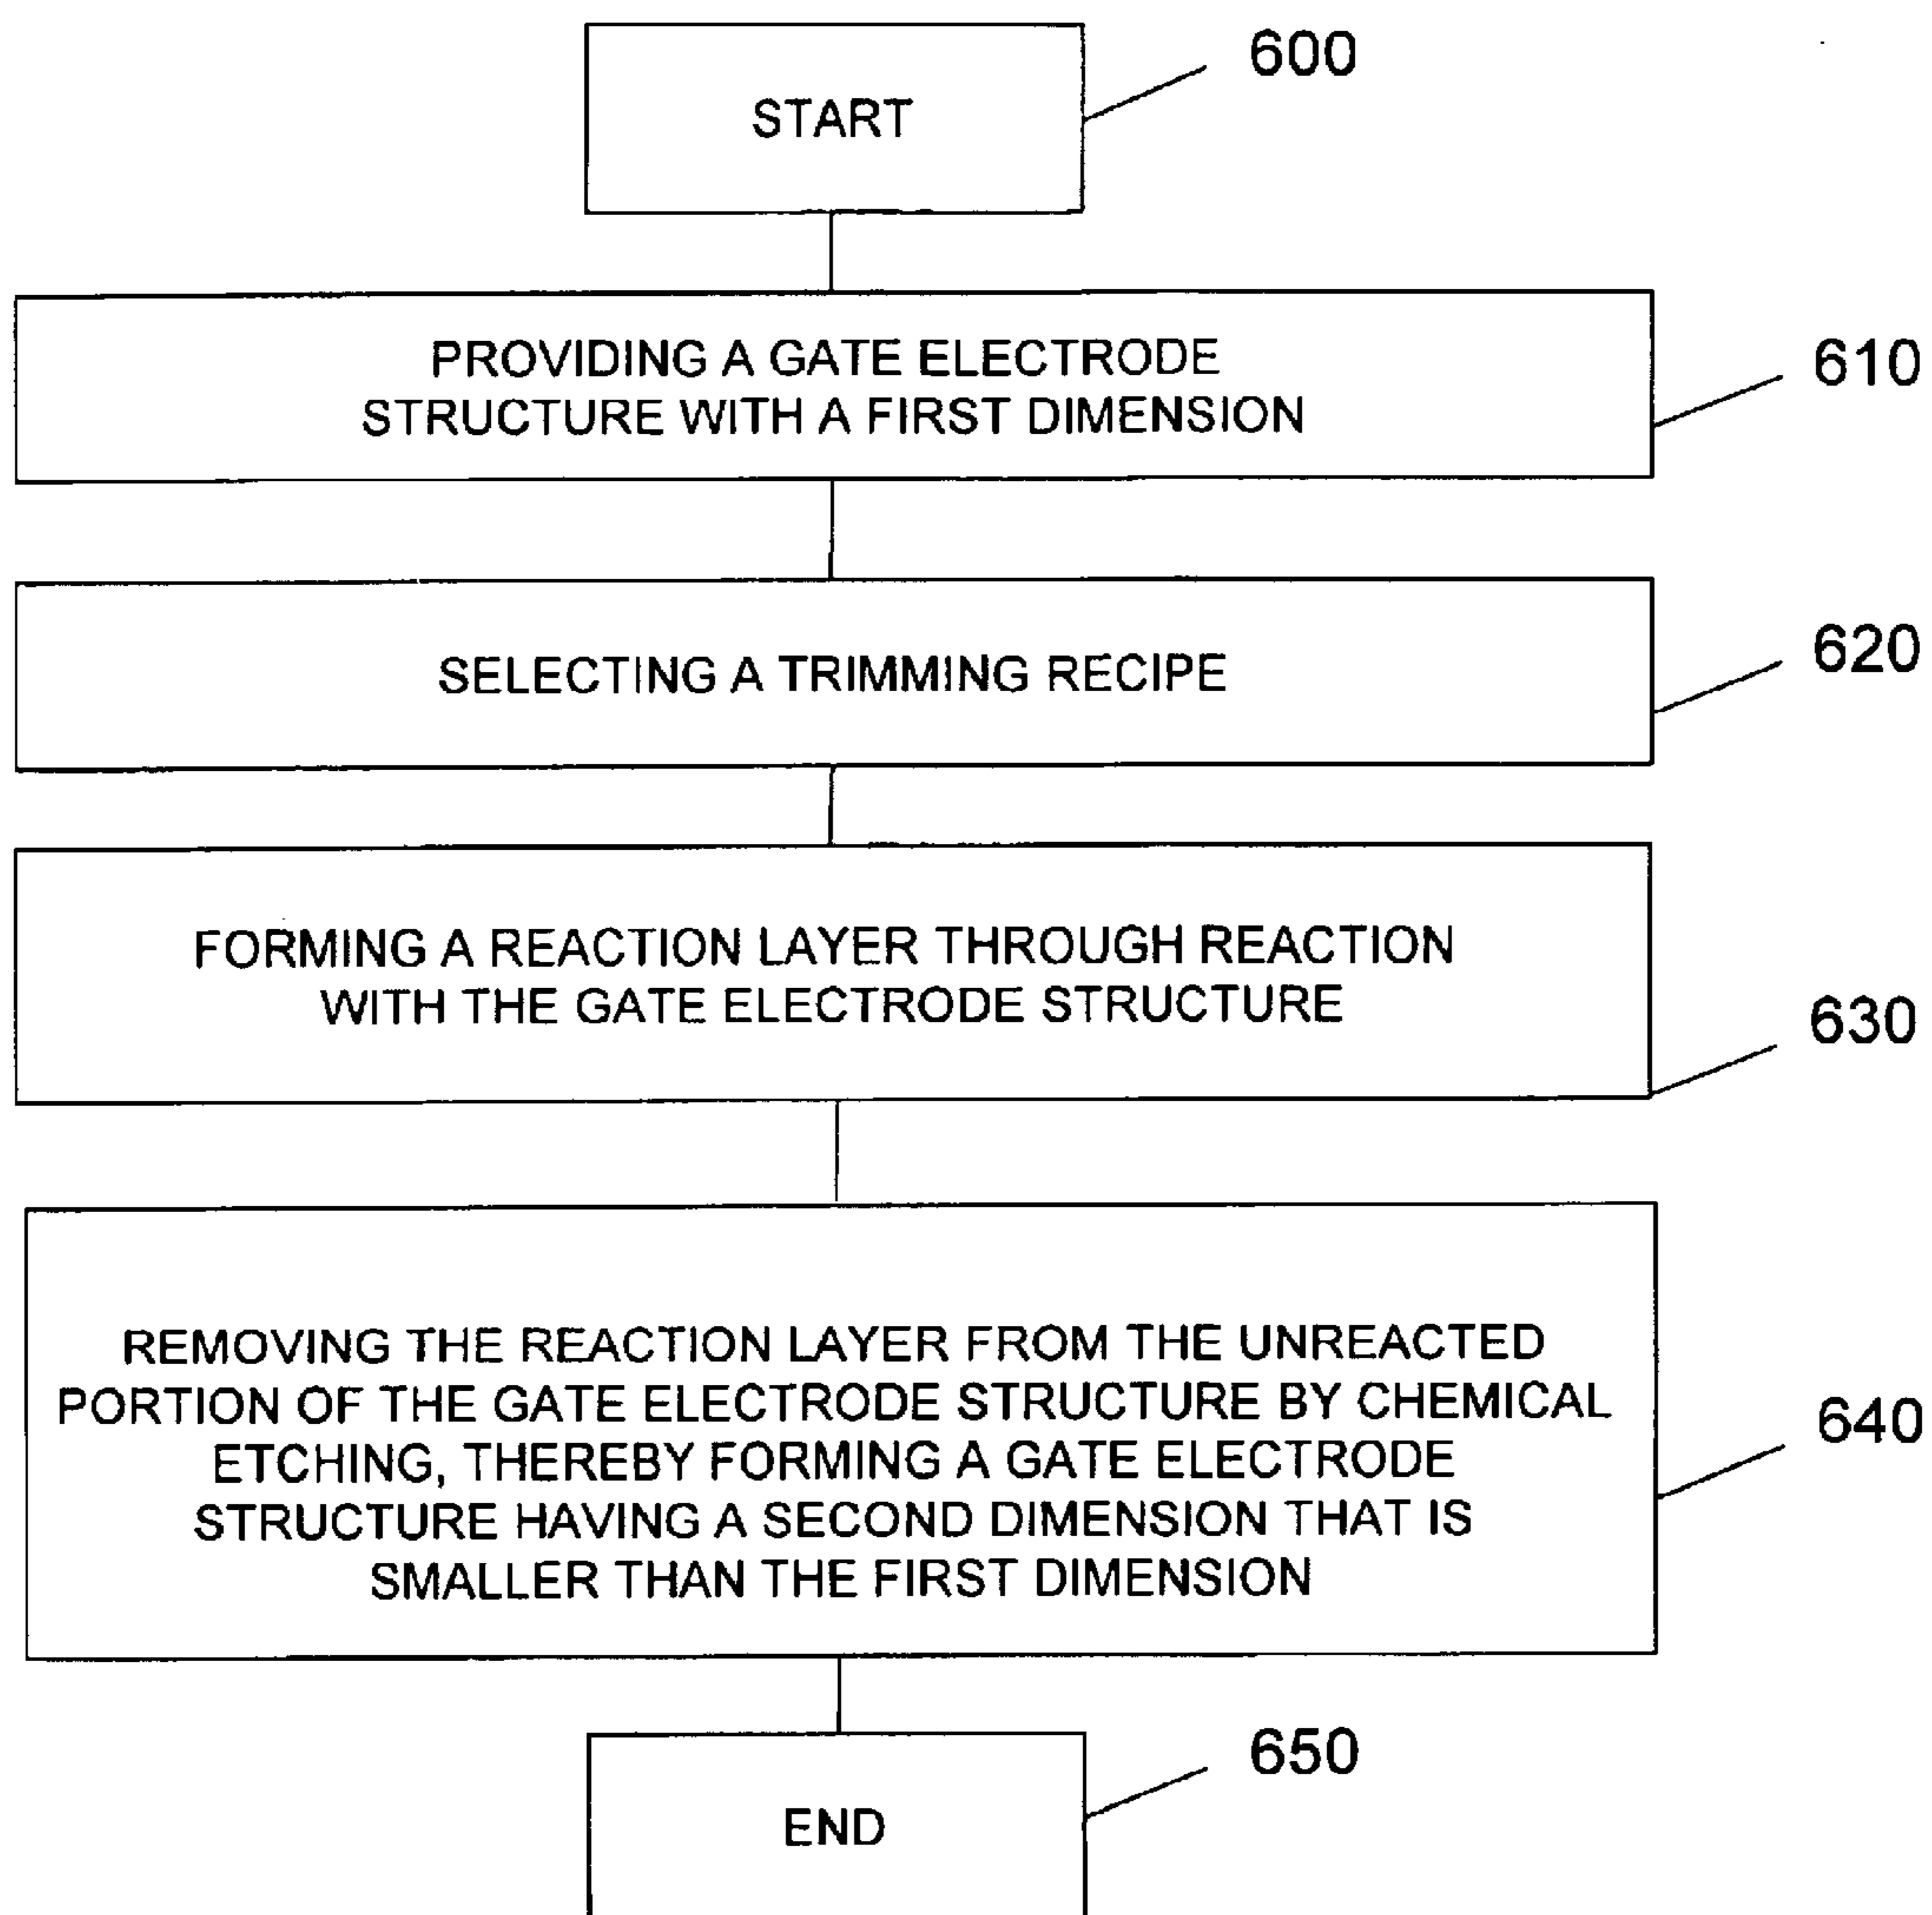 START
600
PROVIDING A GATE ELECTRODE
STRUCTURE WITH A FIRST DIMENSION
610
SELECTING A TRIMMING RECIPE
620
FORMING A REACTION LAYER THROUGH REACTION
WITH THE GATE ELECTRODE STRUCTURE
630
REMOVING THE REACTION LAYER FROM THE UNREACTED
PORTION OF THE GATE ELECTRODE STRUCTURE BY CHEMICAL
ETCHING, THEREBY FORMING A GATE ELECTRODE
STRUCTURE HAVING A SECOND DIMENSION THAT IS
SMALLER THAN THE FIRST DIMENSION
640
END
650